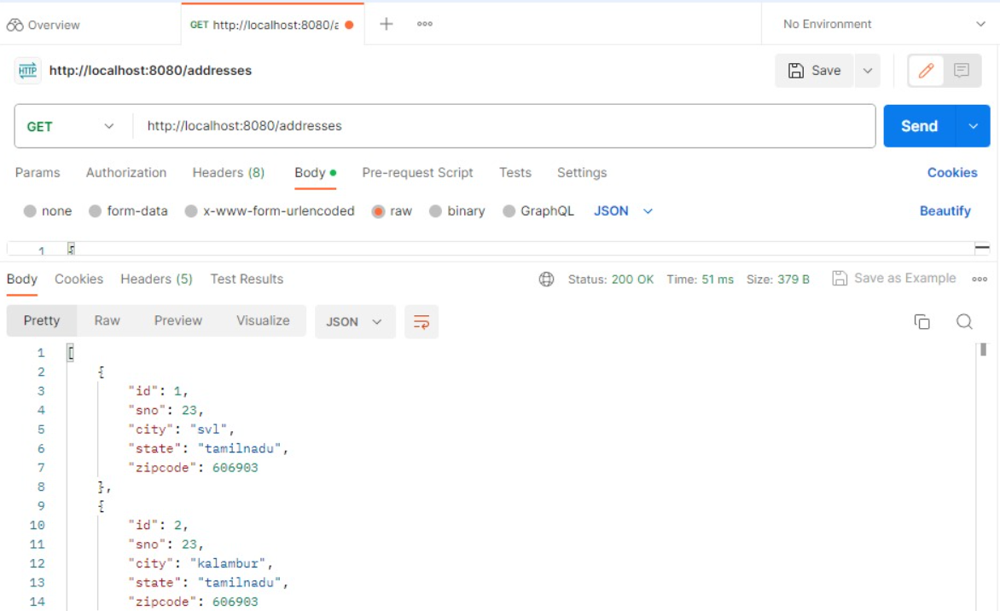 Overview GET http://localhost:8080/a No Environment
HTTP http://localhost:8080/addresses Save
GET http://localhost:8080/addresses Send
Params Authorization Headers (8) Body Pre-request Script Tests Settings Cookies
none form-data x-www-form-urlencoded raw binary GraphQL JSON Beautify
1 {
Body Cookies Headers (5) Test Results Status: 200 OK Time: 51 ms Size: 379 B Save as Example
Pretty Raw Preview Visualize JSON
1 [
2 {
3 "id": 1,
4 "sno": 23,
5 "city": "svl",
6 "state": "tamilnadu",
7 "zipcode": 606903
8 },
9 {
10 "id": 2,
11 "sno": 23,
12 "city": "kalambur",
13 "state": "tamilnadu",
14 "zipcode": 606903